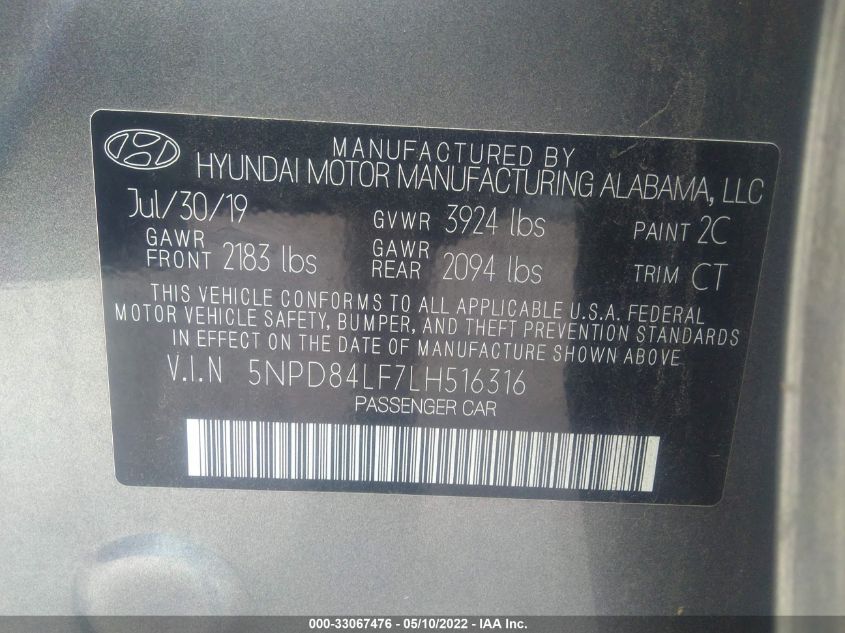 MANUFACTURED BY
HYUNDAI MOTOR MANUFACTURING ALABAMA, LLC
Jul/30/19 GVWR 3924 lbs PAINT 2C
GAWR FRONT 2183 lbs GAWR REAR 2094 lbs TRIM CT
THIS VEHICLE CONFORMS TO ALL APPLICABLE U.S.A. FEDERAL
MOTOR VEHICLE SAFETY, BUMPER, AND THEFT PREVENTION STANDARDS
IN EFFECT ON THE DATE OF MANUFACTURE SHOWN ABOVE
V.I.N 5NPD84LF7LH516316
PASSENGER CAR
000-33067476 - 05/10/2022 - IAA Inc.